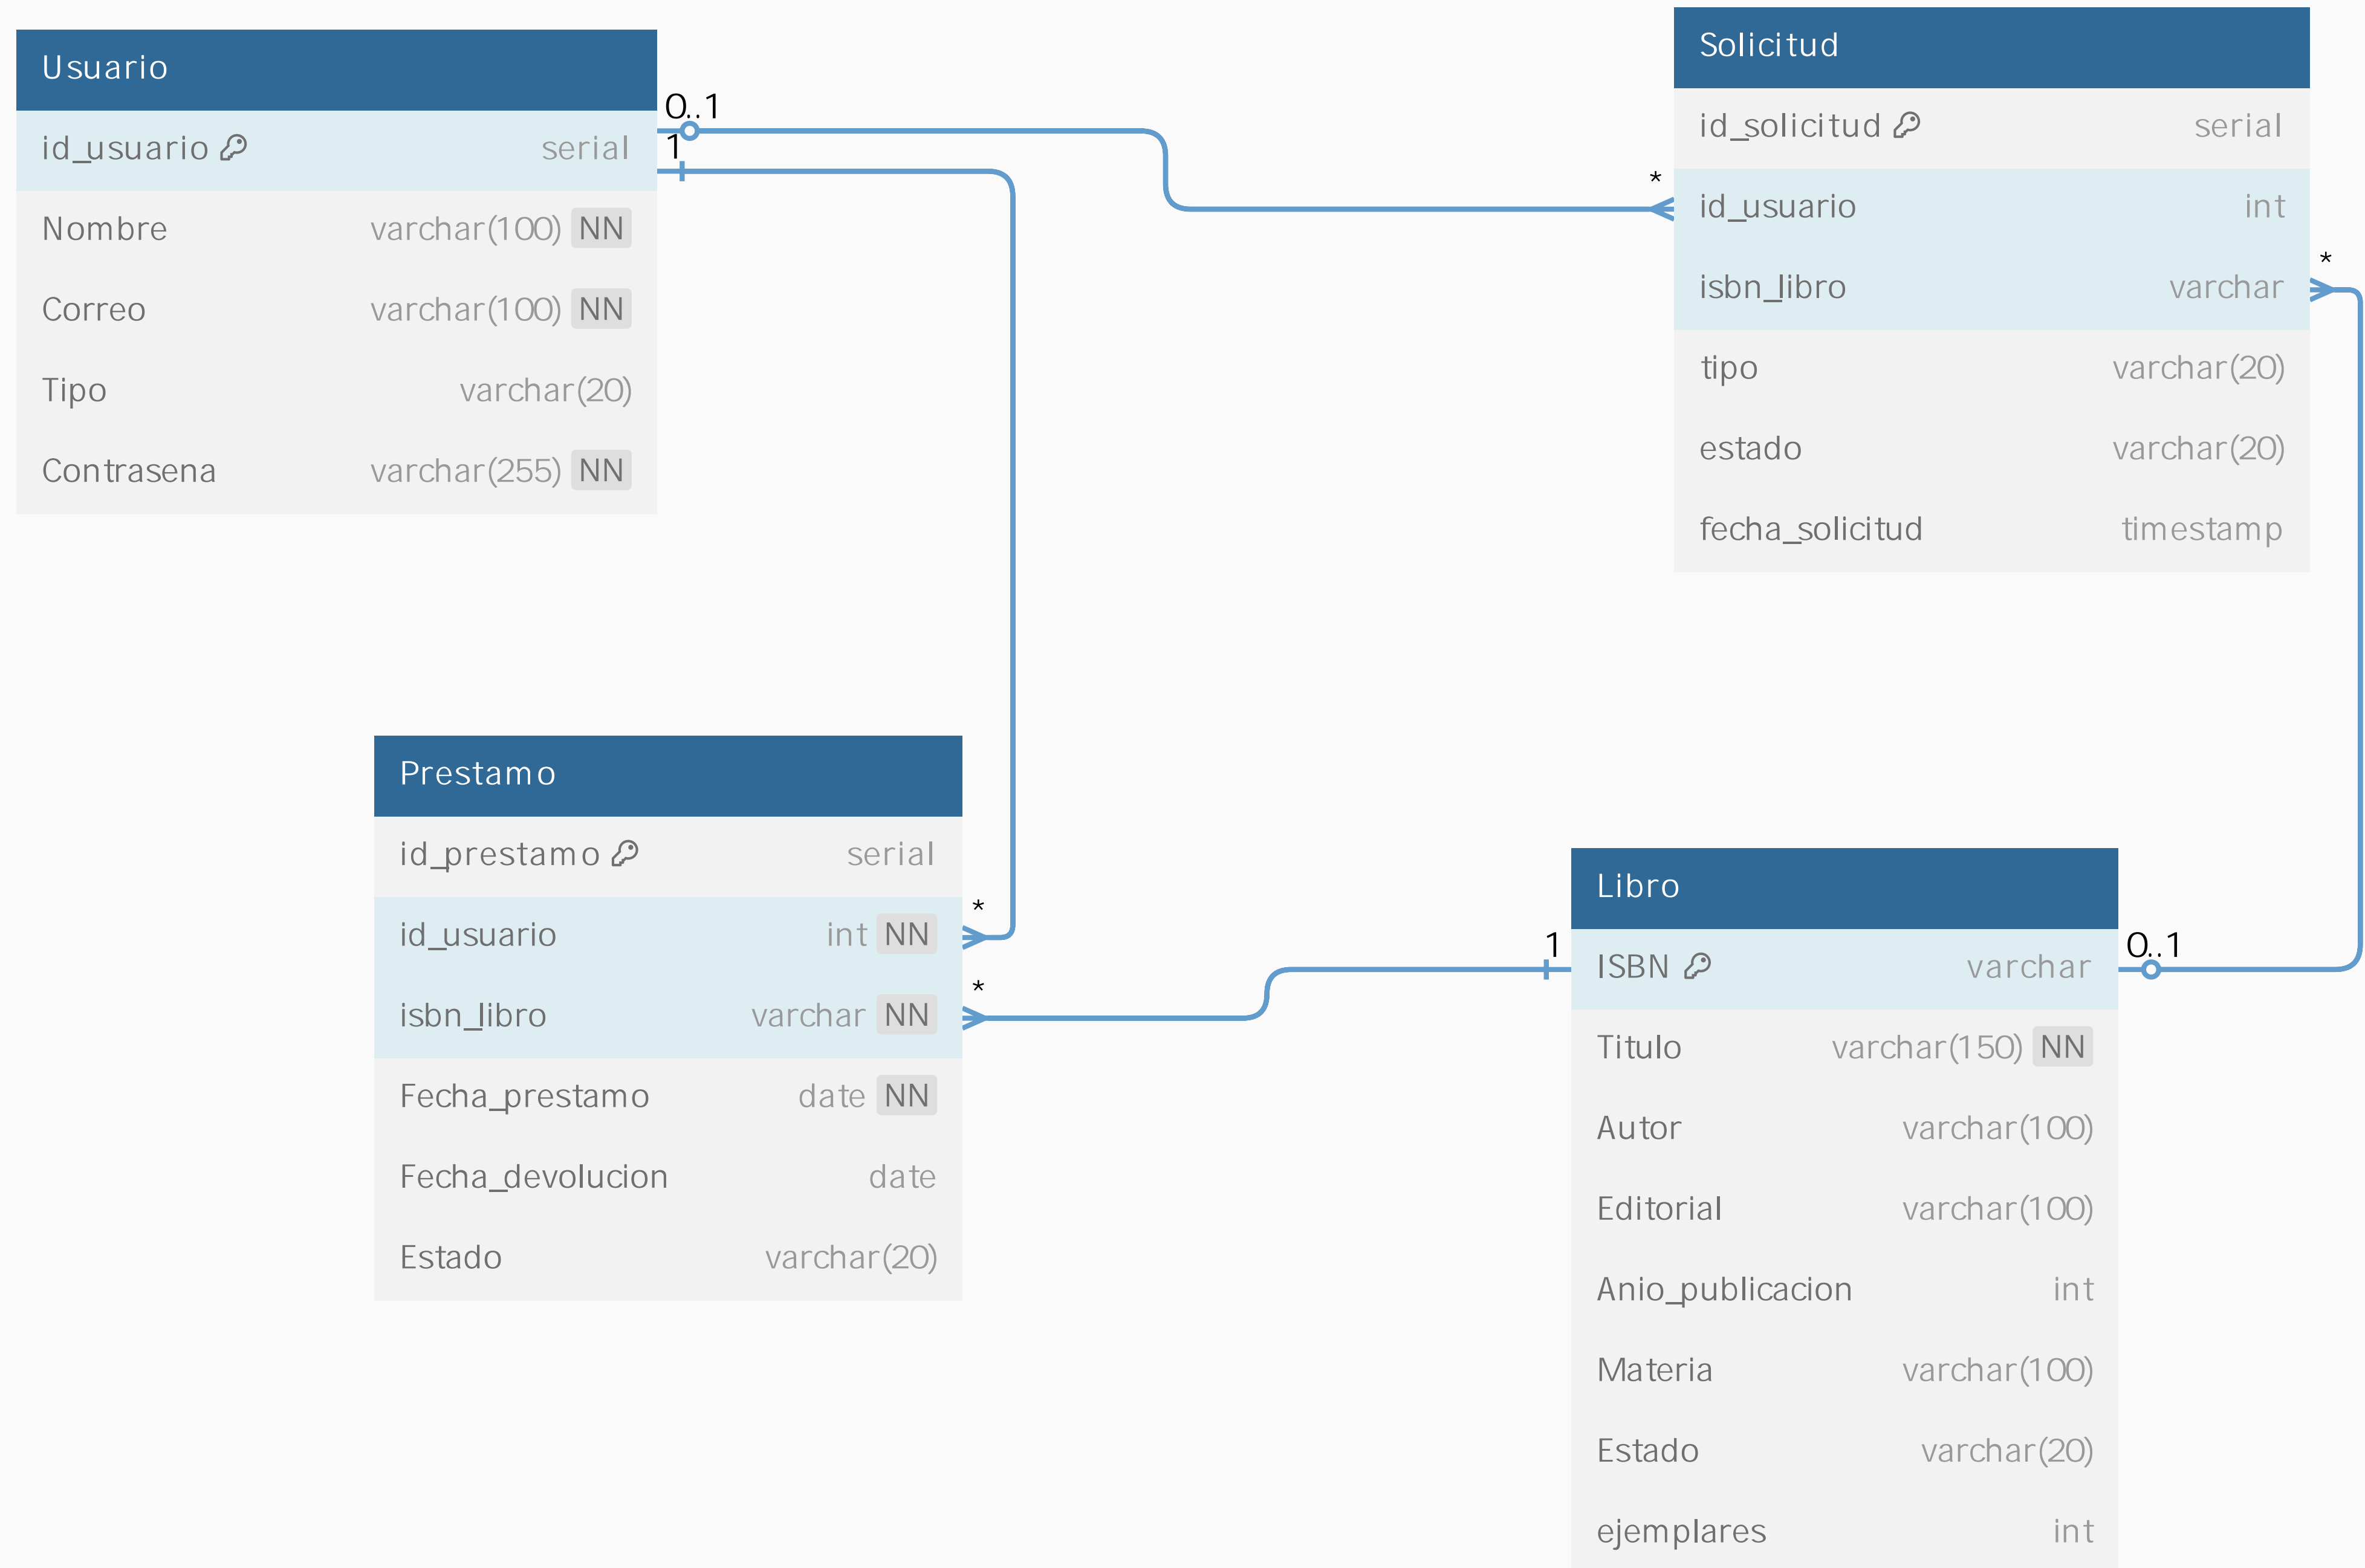 Usuario
id_usuario serial
Nombre varchar(100) NN
Correo varchar(100) NN
Tipo varchar(20)
Contrasena varchar(255) NN
0..1
1
*
Solicitud
id_solicitud serial
id_usuario int
isbn_libro varchar
tipo varchar(20)
estado varchar(20)
fecha_solicitud timestamp
*
Prestamo
id_prestamo serial
id_usuario int NN
isbn_libro varchar NN
Fecha_prestamo date NN
Fecha_devolucion date
Estado varchar(20)
*
*
1
Libro
ISBN varchar
Titulo varchar(150) NN
Autor varchar(100)
Editorial varchar(100)
Anio_publicacion int
Materia varchar(100)
Estado varchar(20)
ejemplares int
0..1